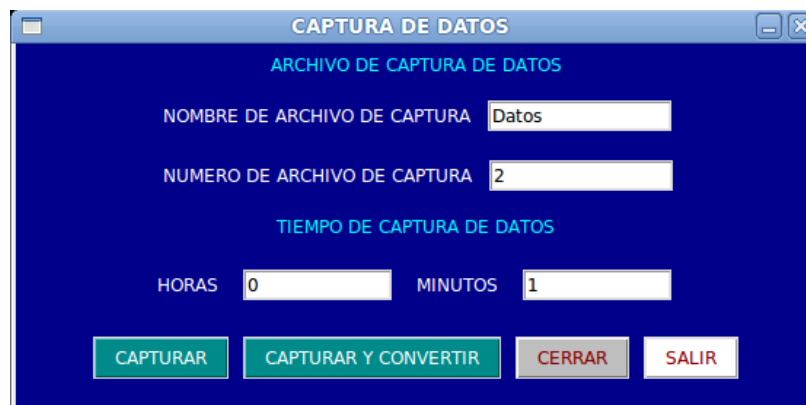 CAPTURA DE DATOS
ARCHIVO DE CAPTURA DE DATOS
NOMBRE DE ARCHIVO DE CAPTURA Datos
NUMERO DE ARCHIVO DE CAPTURA 2
TIEMPO DE CAPTURA DE DATOS
HORAS 0 MINUTOS 1
CAPTURAR CAPTURAR Y CONVERTIR CERRAR SALIR